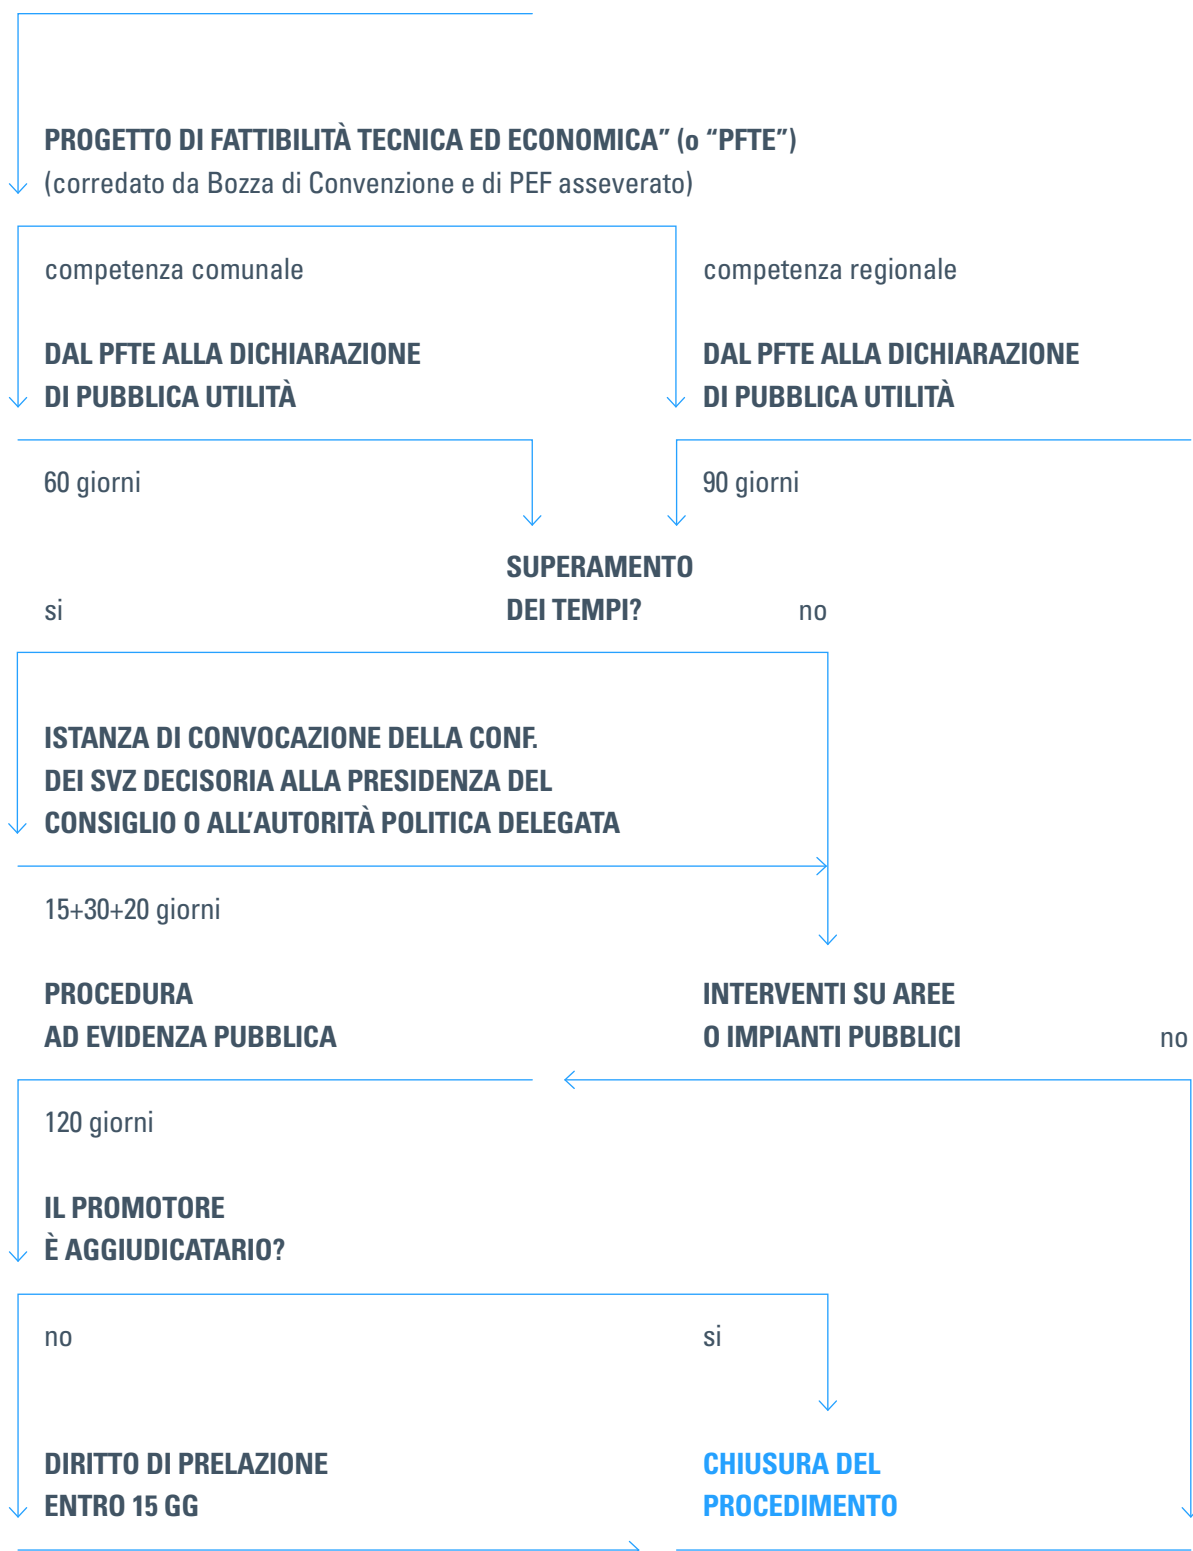 PROGETTO DI FATTIBILITÀ TECNICA ED ECONOMICA” (o “PFTE”)
(corredato da Bozza di Convenzione e di PEF asseverato)
competenza comunale
competenza regionale
DAL PFTE ALLA DICHIARAZIONE
DI PUBBLICA UTILITÀ
DAL PFTE ALLA DICHIARAZIONE
DI PUBBLICA UTILITÀ
60 giorni
90 giorni
SUPERAMENTO
DEI TEMPI?
si
no
ISTANZA DI CONVOCAZIONE DELLA CONF.
DEI SVZ DECISORIA ALLA PRESIDENZA DEL
CONSIGLIO O ALL’AUTORITÀ POLITICA DELEGATA
15+30+20 giorni
PROCEDURA
AD EVIDENZA PUBBLICA
INTERVENTI SU AREE
O IMPIANTI PUBBLICI
no
120 giorni
IL PROMOTORE
È AGGIUDICATARIO?
no
si
DIRITTO DI PRELAZIONE
ENTRO 15 GG
CHIUSURA DEL
PROCEDIMENTO